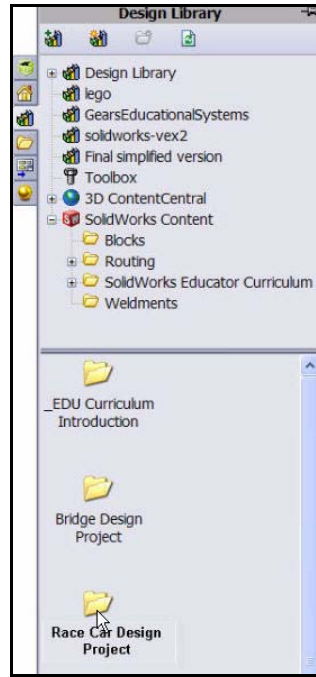 Design Library
Design Library
lego
GearsEducationalSystems
solidworks-vex2
Final simplified version
Toolbox
3D ContentCentral
SolidWorks Content
Blocks
Routing
SolidWorks Educator Curriculum
Weldments
_EDU Curriculum
Introduction
Bridge Design
Project
Race Car Design
Project